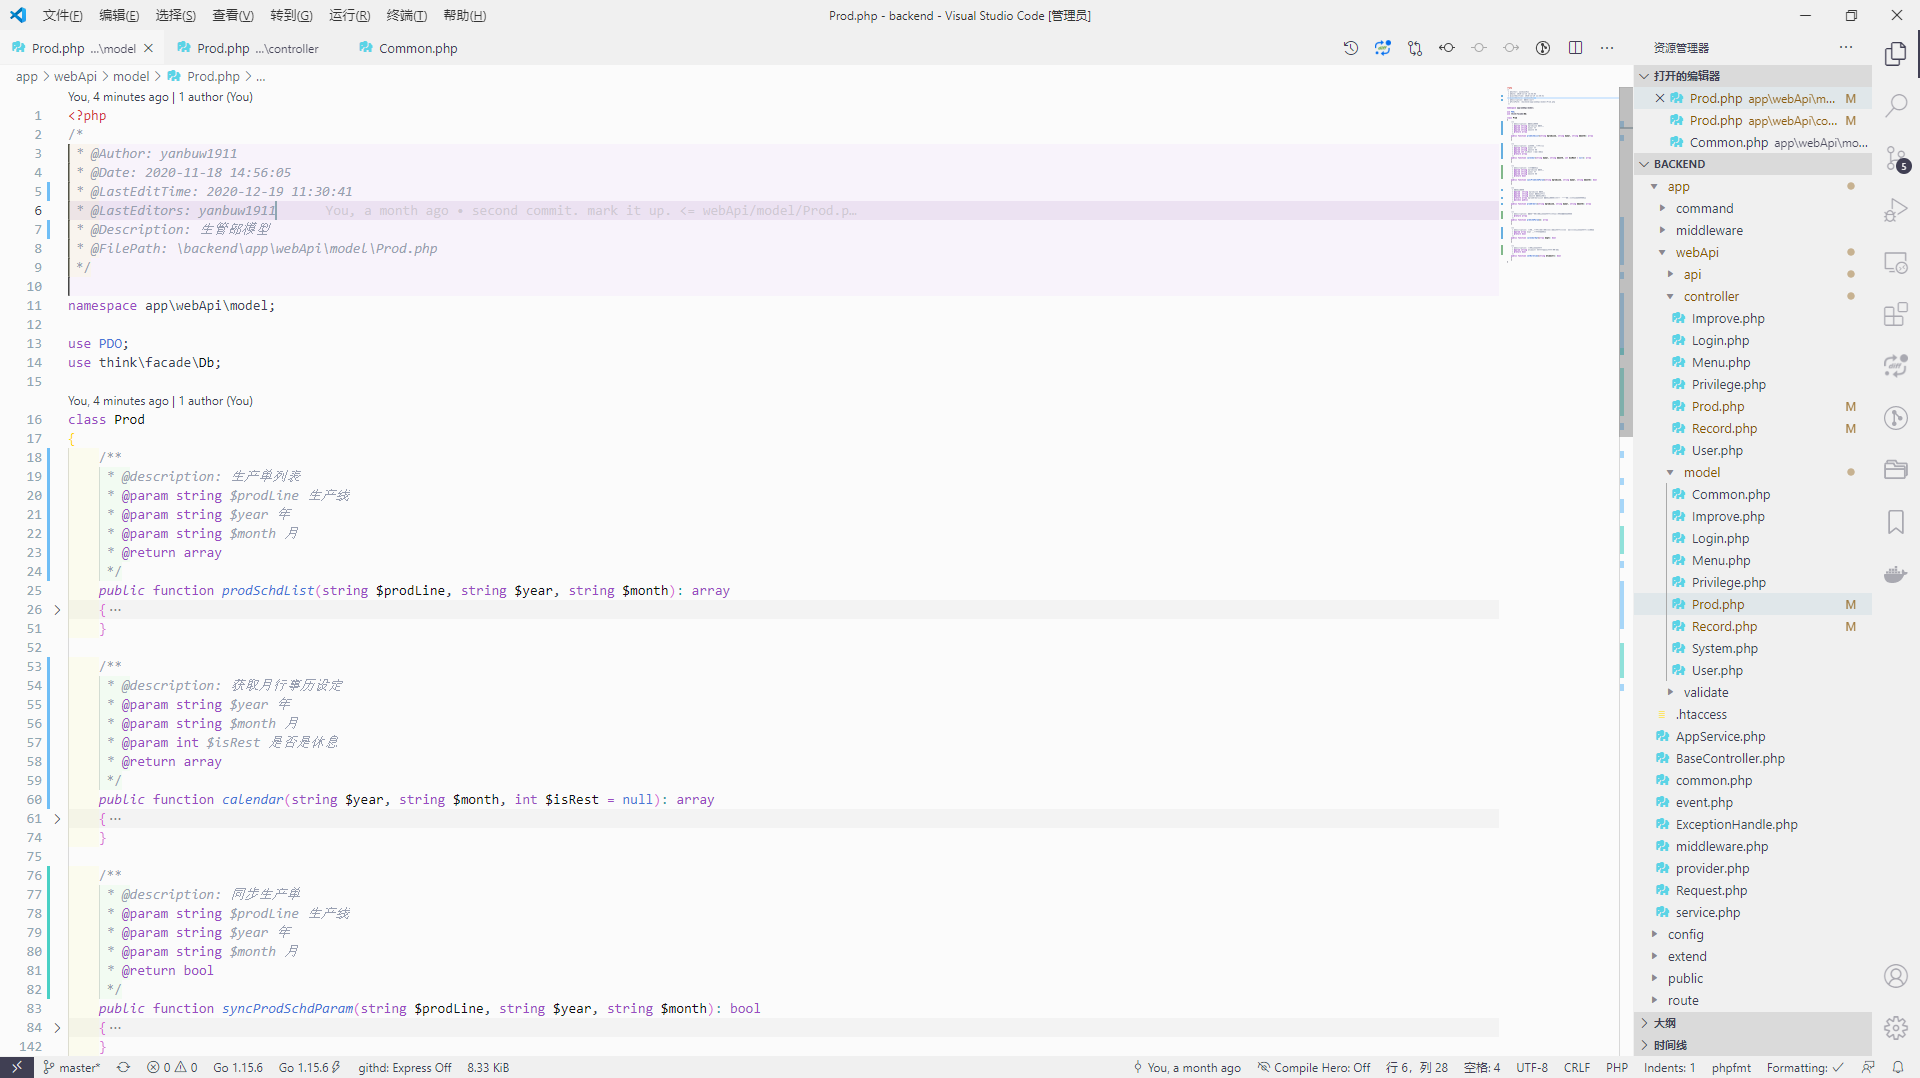 文件(F) 编辑(E) 选择(S) 查看(V) 转到(G) 运行(R) 终端(T) 帮助(H)
Prod.php - backend - Visual Studio Code [管理员]
Prod.php ...\model
Prod.php ...\controller
Common.php
app > webApi > model > Prod.php > ...
You, 4 minutes ago | 1 author (You)
1 <?php
2 /*
3 * @Author: yanbuw1911
4 * @Date: 2020-11-18 14:56:05
5 * @LastEditTime: 2020-12-19 11:30:41
6 * @LastEditors: yanbuw1911 You, a month ago • second commit. mark it up. <= webApi/model/Prod.p…
7 * @Description: 生管部模型
8 * @FilePath: \backend\app\webApi\model\Prod.php
9 */
10
11 namespace app\webApi\model;
12
13 use PDO;
14 use think\facade\Db;
15
You, 4 minutes ago | 1 author (You)
16 class Prod
17 {
18 /**
19 * @description: 生产单列表
20 * @param string $prodLine 生产线
21 * @param string $year 年
22 * @param string $month 月
23 * @return array
24 */
25 public function prodSchdList(string $prodLine, string $year, string $month): array
26 { ···
51 }
52
53 /**
54 * @description: 获取月行事历设定
55 * @param string $year 年
56 * @param string $month 月
57 * @param int $isRest 是否是休息
58 * @return array
59 */
60 public function calendar(string $year, string $month, int $isRest = null): array
61 { ···
74 }
75
76 /**
77 * @description: 同步生产单
78 * @param string $prodLine 生产线
79 * @param string $year 年
80 * @param string $month 月
81 * @return bool
82 */
83 public function syncProdSchdParam(string $prodLine, string $year, string $month): bool
84 { ···
142 }
资源管理器
打开的编辑器
Prod.php app\webApi\m... M
Prod.php app\webApi\co... M
Common.php app\webApi\mo...
BACKEND
app
command
middleware
webApi
api
controller
Improve.php
Login.php
Menu.php
Privilege.php
Prod.php M
Record.php M
User.php
model
Common.php
Improve.php
Login.php
Menu.php
Privilege.php
Prod.php M
Record.php M
System.php
User.php
validate
.htaccess
AppService.php
BaseController.php
common.php
event.php
ExceptionHandle.php
middleware.php
provider.php
Request.php
service.php
config
extend
public
route
大纲
时间线
5
diff
master* 0 0 Go 1.15.6 Go 1.15.6 githd: Express Off 8.33 KiB
You, a month ago Compile Hero: Off 行 6，列 28 空格: 4 UTF-8 CRLF PHP Indents: 1 phpfmt Formatting: ✓